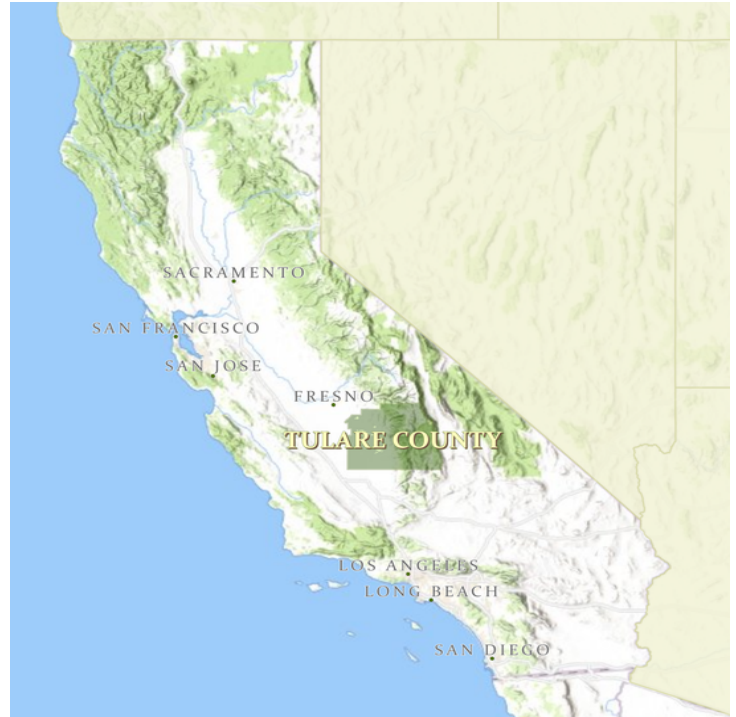 SACRAMENTO
SAN FRANCISCO
SAN JOSE
FRESNO
TULARE COUNTY
LOS ANGELES
LONG BEACH
SAN DIEGO